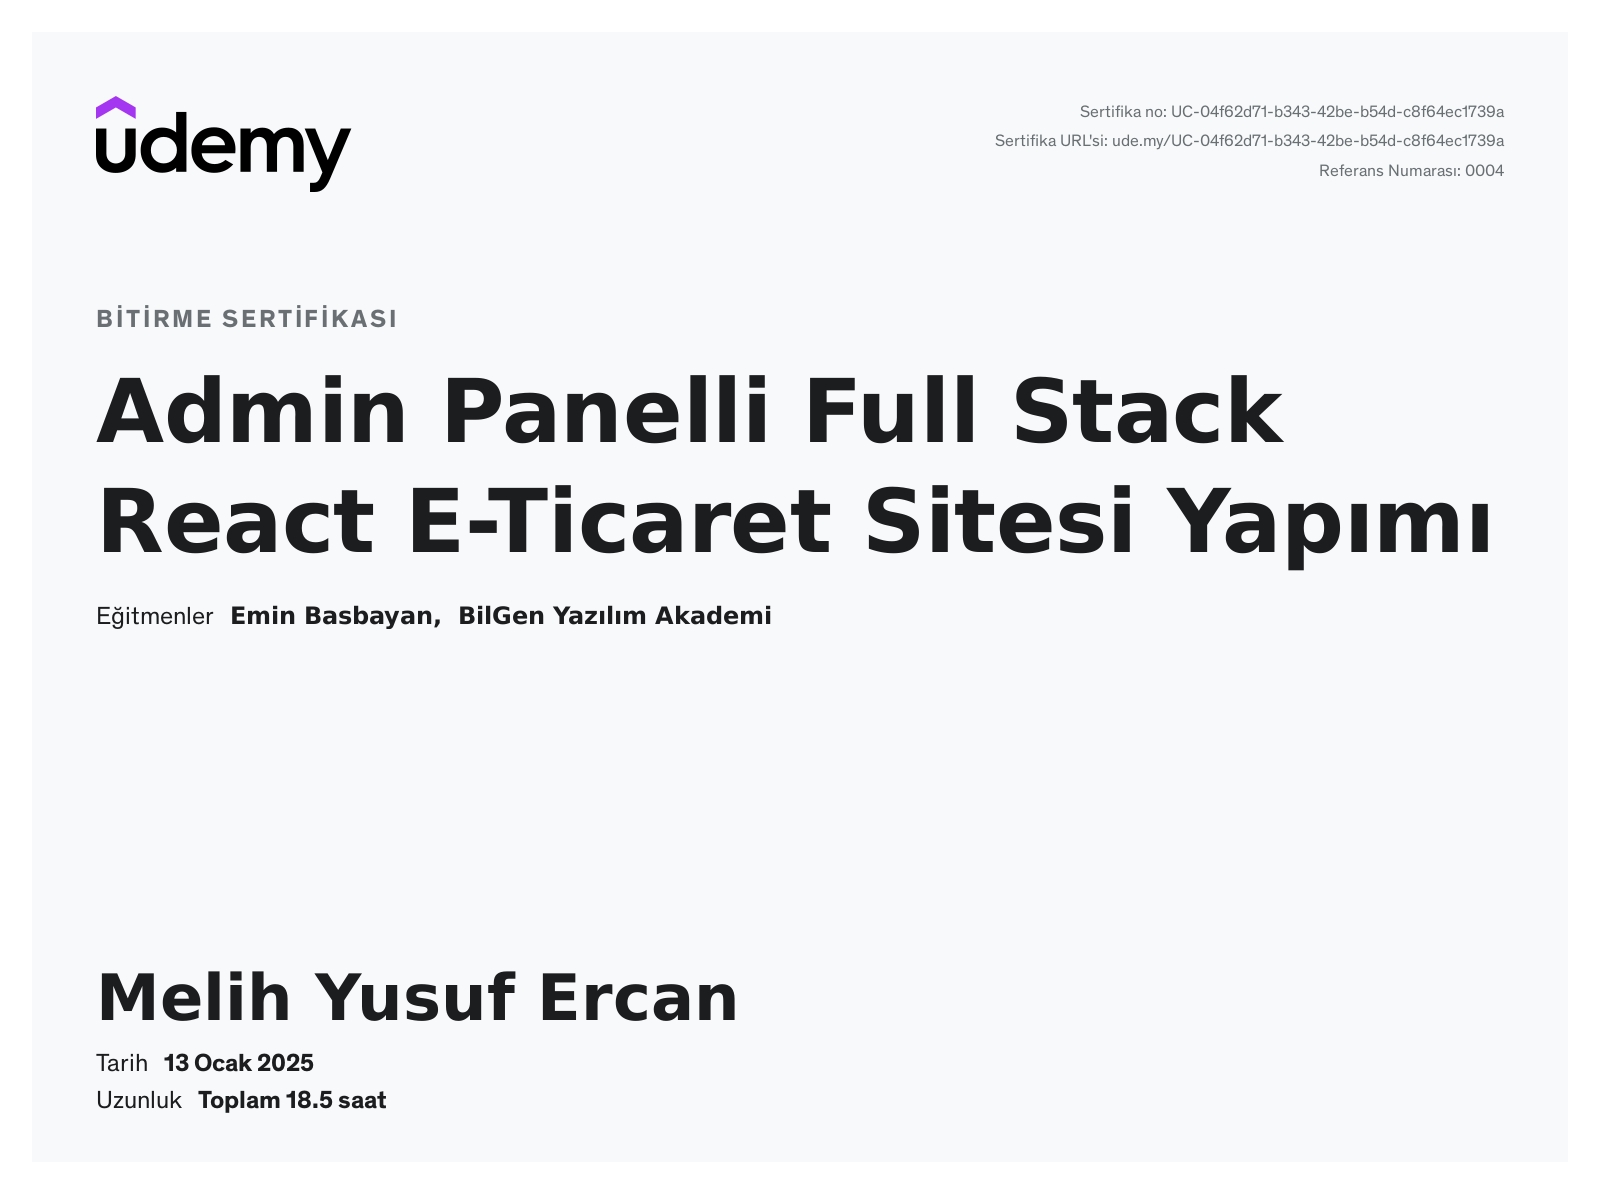 udemy
Sertifika no: UC-04f62d71-b343-42be-b54d-c8f64ec1739a
Sertifika URL'si: ude.my/UC-04f62d71-b343-42be-b54d-c8f64ec1739a
Referans Numarası: 0004
BİTİRME SERTİFİKASI
Admin Panelli Full Stack
React E-Ticaret Sitesi Yapımı
Eğitmenler Emin Basbayan, BilGen Yazılım Akademi
Melih Yusuf Ercan
Tarih 13 Ocak 2025
Uzunluk Toplam 18.5 saat